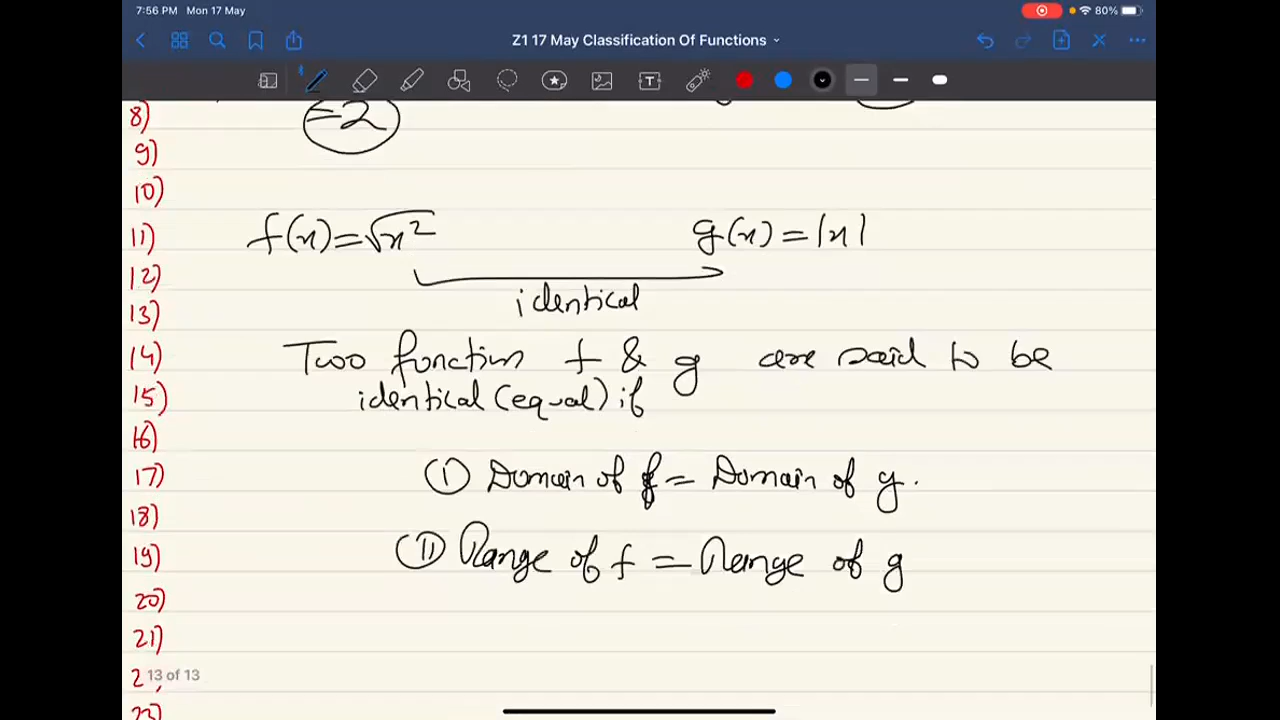 7:56 PM Mon 17 May
80%
Z1 17 May Classification Of Functions
8) =2
9)
10)
11) f(x)=√x² g(x)=|x|
12)
identical
13)
14) Two function f & g are said to be
15) identical (equal) if
16)
17) (I) Domain of f = Domain of g.
18)
19) (II) Range of f = Range of g
20)
21)
13 of 13
23)